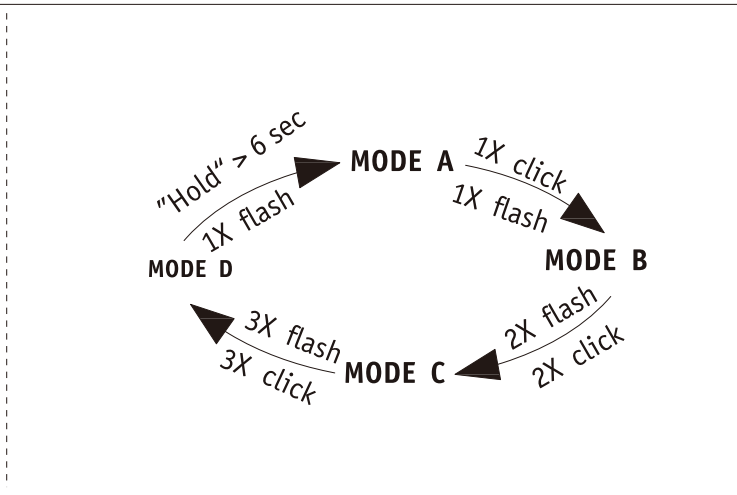 "Hold" > 6 sec
1X flash
MODE A
1X click
1X flash
MODE D
MODE B
3X flash
3X click
MODE C
2X flash
2X click